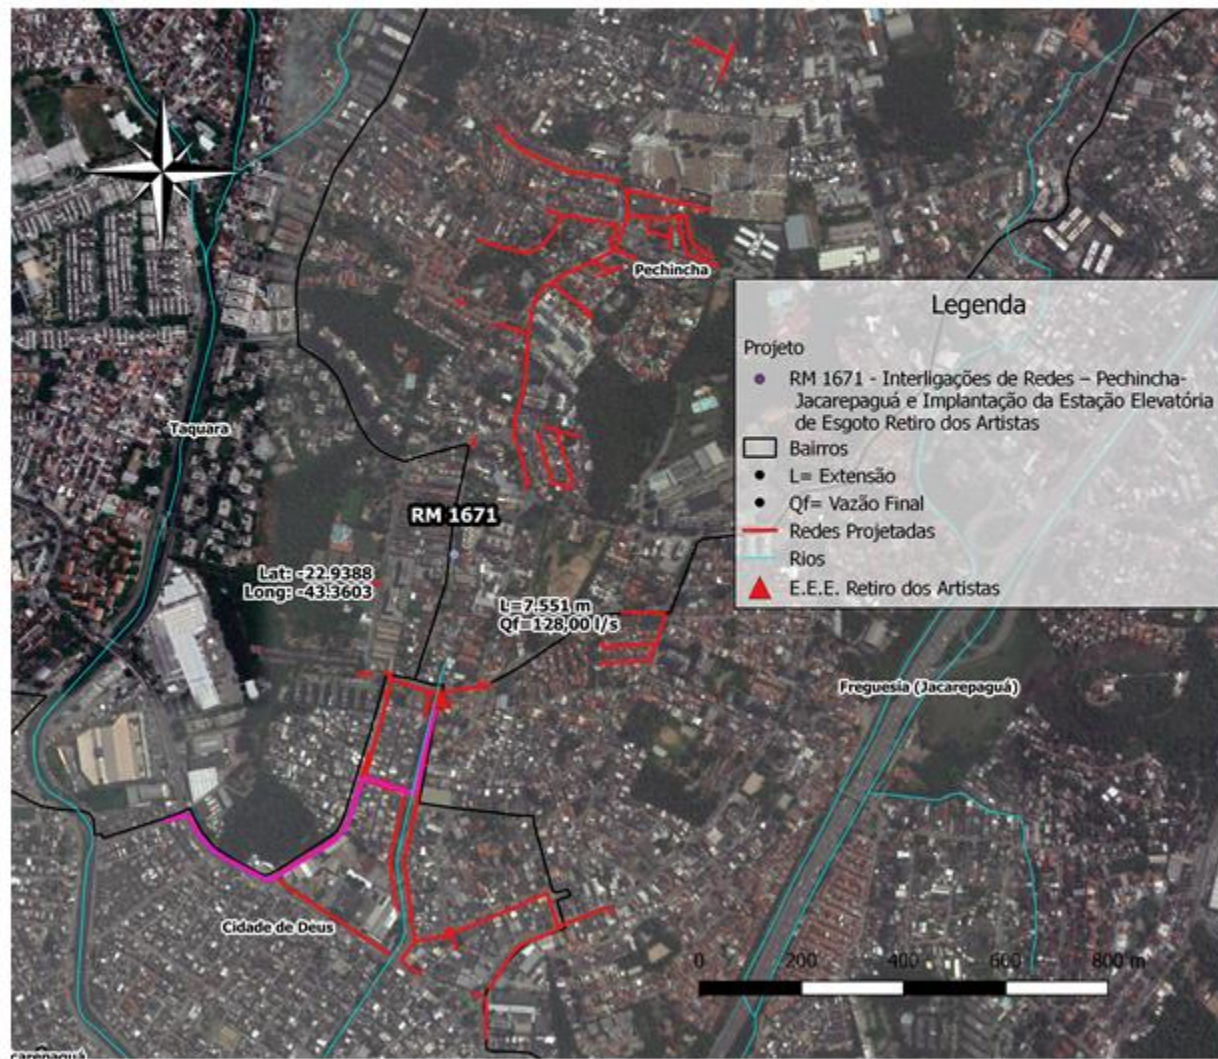 Pechincha
Legenda
Projeto
RM 1671 - Interligações de Redes – Pechincha-
Jacarepaguá e Implantação da Estação Elevatória
de Esgoto Retiro dos Artistas
Bairros
L= Extensão
Qf= Vazão Final
Redes Projetadas
Rios
E.E.E. Retiro dos Artistas
Taquara
RM 1671
Lat: -22.9388
Long: -43.3603
L=7.551 m
Qf=128,00 l/s
Freguesia (Jacarepaguá)
Cidade de Deus
0 200 400 600 800 m
carepaguá